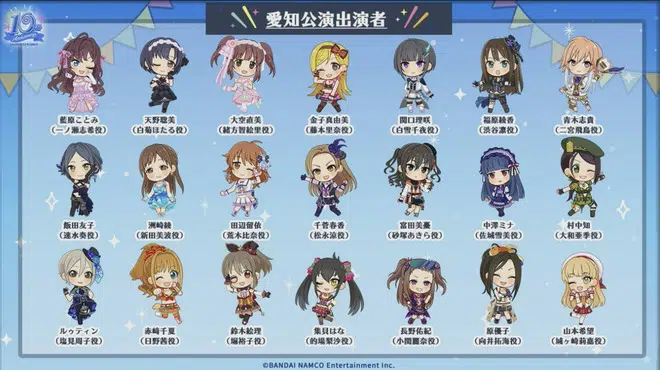 愛知公演出演者
藍原ことみ
(一ノ瀬志希役)
天野聡美
(白菊ほたる役)
大空直美
(緒方智絵里役)
金子真由美
(藤本里奈役)
関口理咲
(白雪千夜役)
福原綾香
(渋谷凛役)
青木志貴
(二宮飛鳥役)
飯田友子
(速水奏役)
洲崎綾
(新田美波役)
田辺留依
(荒木比奈役)
千菅春香
(松永涼役)
富田美憂
(砂塚あきら役)
中澤ミナ
(佐城雪美役)
村中知
(大和亜季役)
ルゥティン
(塩見周子役)
赤﨑千夏
(日野茜役)
鈴木絵理
(堀裕子役)
集貝はな
(的場梨沙役)
長野佑紀
(小関麗奈役)
原優子
(向井拓海役)
山本希望
(城ヶ崎莉嘉役)
©BANDAI NAMCO Entertainment Inc.